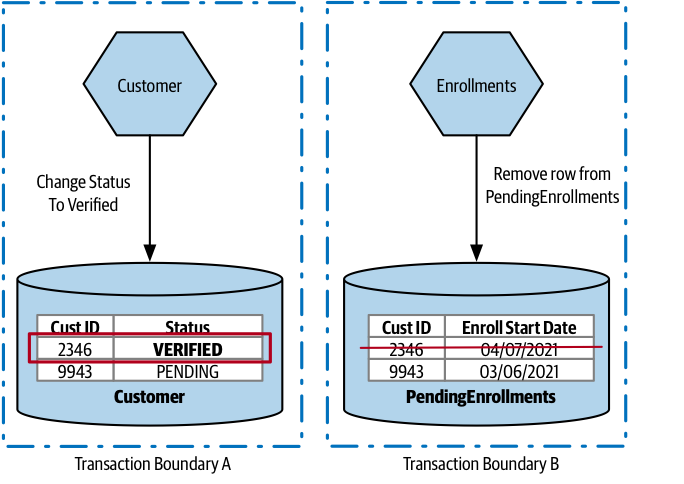 Customer
Change Status
To Verified
Cust ID Status
2346 VERIFIED
9943 PENDING
Customer
Transaction Boundary A
Enrollments
Remove row from
PendingEnrollments
Cust ID Enroll Start Date
2346 04/07/2021
9943 03/06/2021
PendingEnrollments
Transaction Boundary B